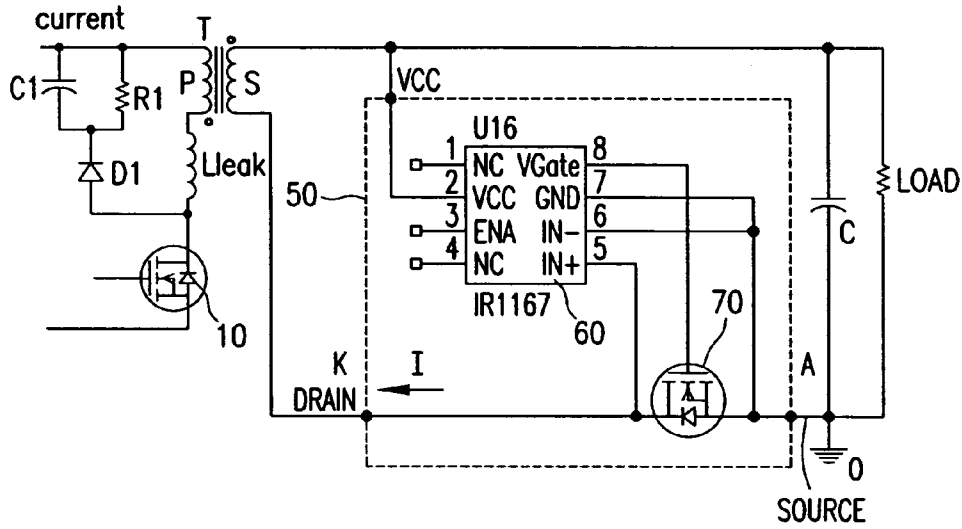 current
T
C1
R1
P
S
VCC
D1
Lleak
U16
1 NC VGate 8
2 VCC GND 7
3 ENA IN- 6
4 NC IN+ 5
IR1167
50
60
70
10
C
LOAD
K
I
A
DRAIN
0
SOURCE